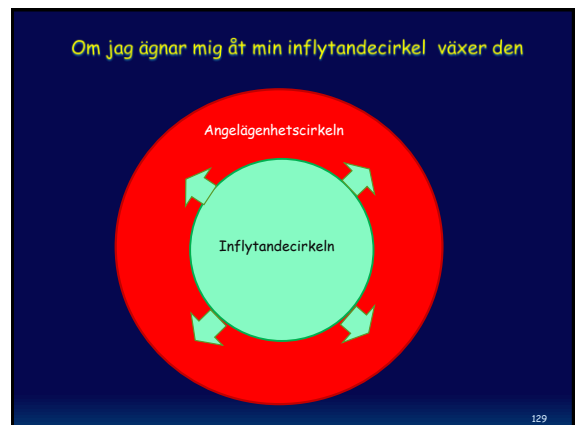 Om jag ägnar mig åt min inflytandecirkel växer den
Angelägenhetscirkeln
Inflytandecirkeln
129